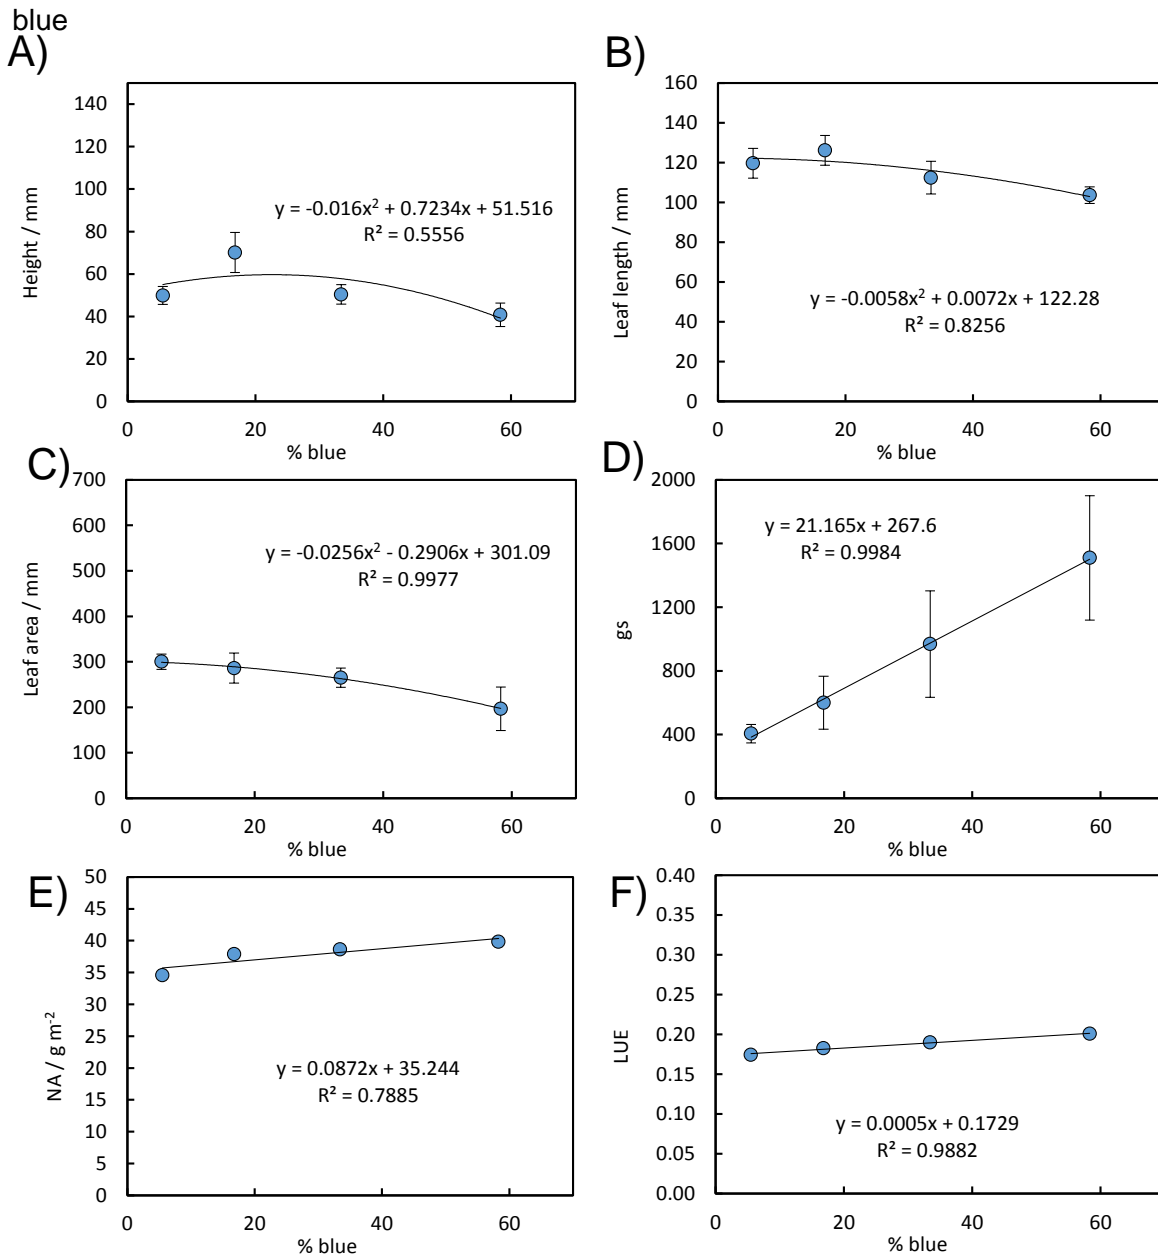 blue
A)
140
120
100
80
60
40
20
0
Height / mm
y = -0.016x² + 0.7234x + 51.516
R² = 0.5556
0 20 40 60
% blue
B)
160
140
120
100
80
60
40
20
0
Leaf length / mm
y = -0.0058x² + 0.0072x + 122.28
R² = 0.8256
0 20 40 60
% blue
C)
700
600
500
400
300
200
100
0
Leaf area / mm
y = -0.0256x² - 0.2906x + 301.09
R² = 0.9977
0 20 40 60
% blue
D)
2000
1600
1200
800
400
0
gs
y = 21.165x + 267.6
R² = 0.9984
0 20 40 60
% blue
E)
50
45
40
35
30
25
20
15
10
5
0
NA / g m⁻²
y = 0.0872x + 35.244
R² = 0.7885
0 20 40 60
% blue
F)
0.40
0.35
0.30
0.25
0.20
0.15
0.10
0.05
0.00
LUE
y = 0.0005x + 0.1729
R² = 0.9882
0 20 40 60
% blue